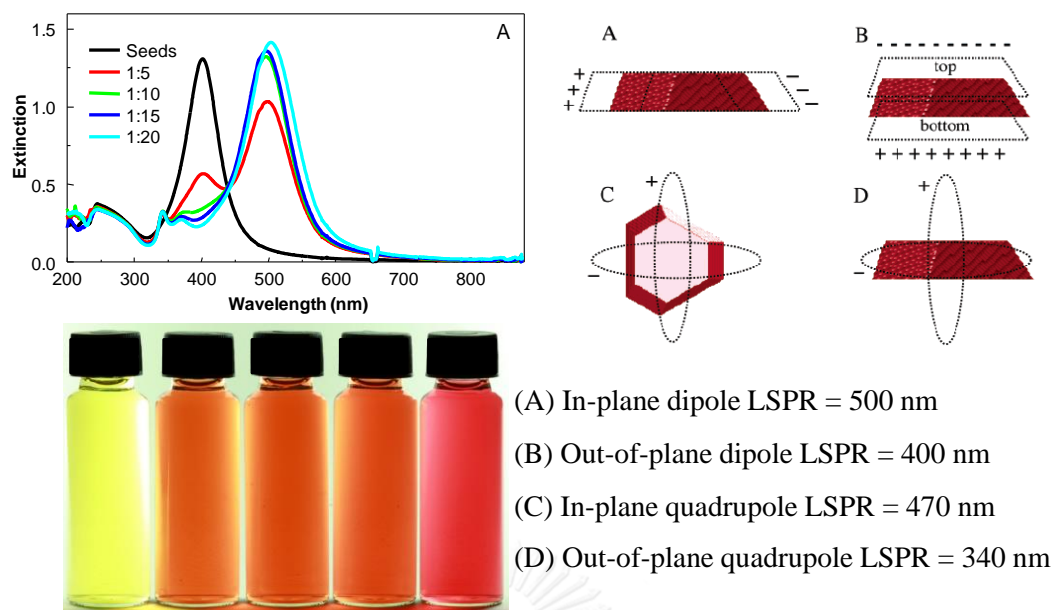 A
Extinction
1.5
1.0
0.5
0.0
Seeds
1:5
1:10
1:15
1:20
200 300 400 500 600 700 800
Wavelength (nm)
A
+ + +
− − −
B
- - - - - - - - -
top
bottom
+ + + + + + + +
C
+
−
D
+
−
(A) In-plane dipole LSPR = 500 nm
(B) Out-of-plane dipole LSPR = 400 nm
(C) In-plane quadrupole LSPR = 470 nm
(D) Out-of-plane quadrupole LSPR = 340 nm